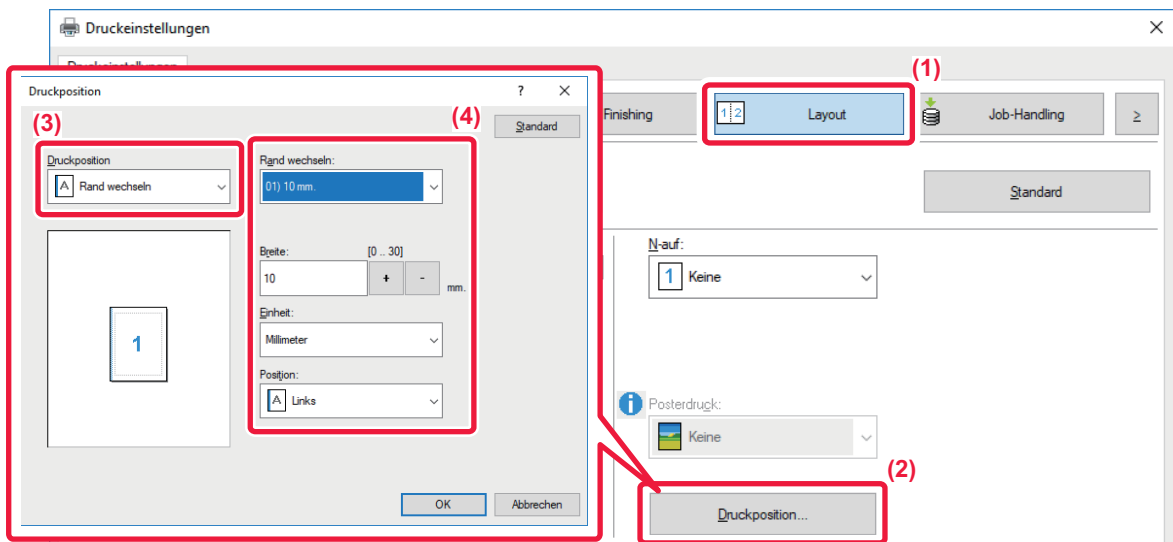 Druckeinstellungen
Druckeinstellungen
(1)
Finishing
1 2
Layout
Job-Handling
≥
Standard
N-auf:
1 Keine
Posterdruck:
Keine
(2)
Druckposition...
Druckposition
? ×
(3)
(4)
Standard
Druckposition
A Rand wechseln
1
Rand wechseln:
01) 10 mm.
Breite: [0 .. 30]
10 + - mm.
Einheit:
Millimeter
Position:
A Links
OK Abbrechen